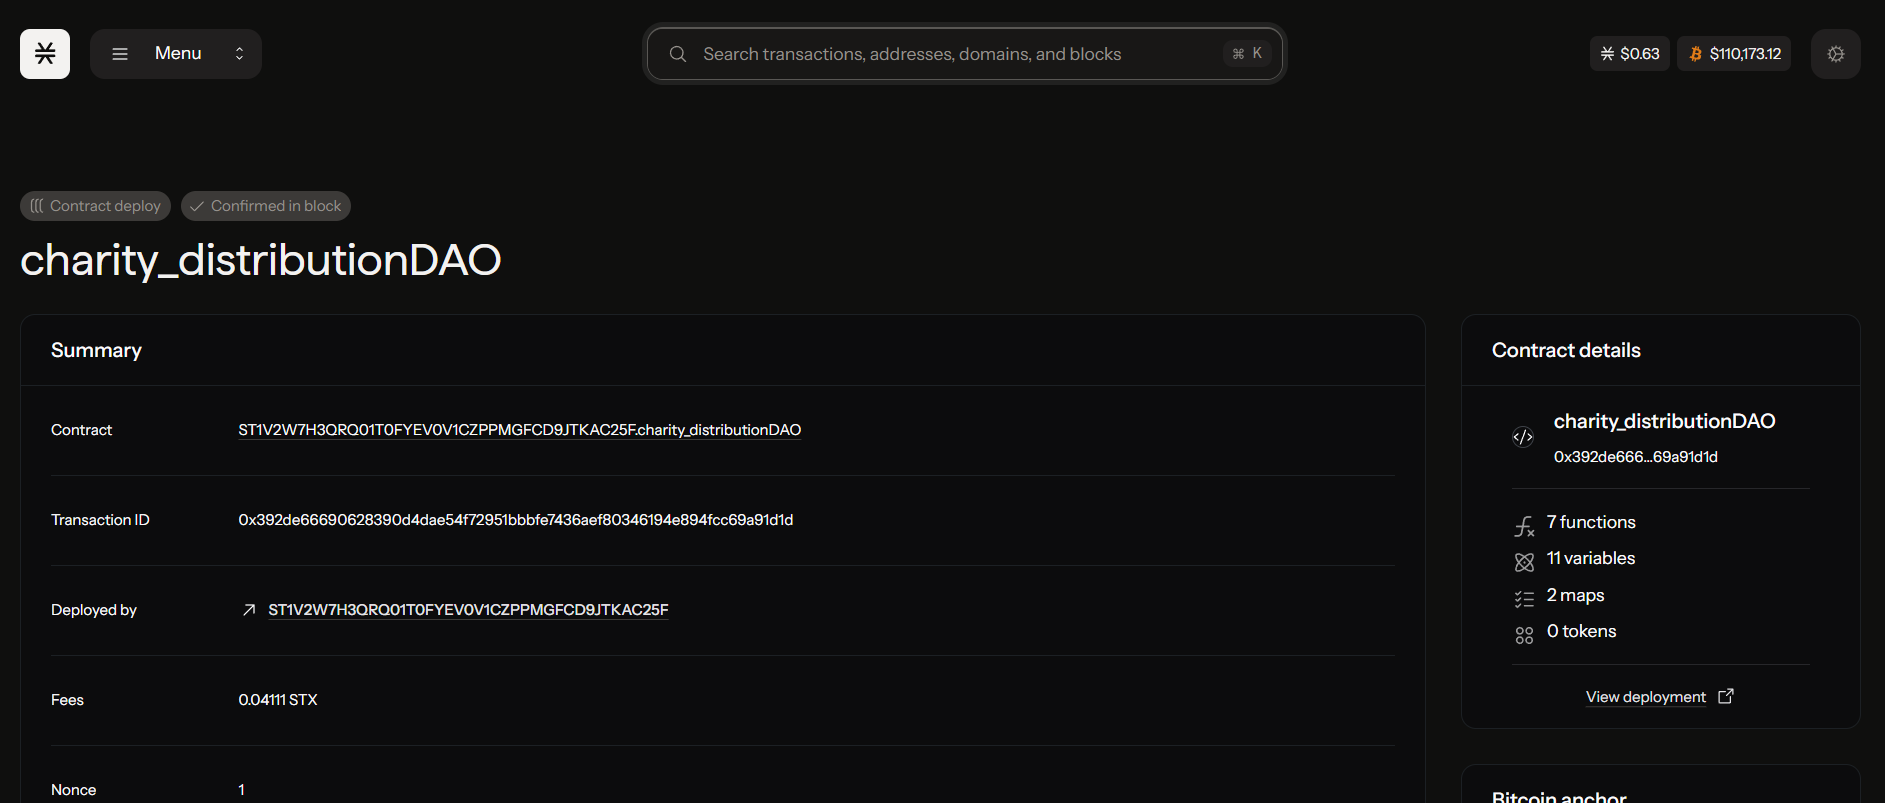 Menu
Search transactions, addresses, domains, and blocks
⌘ K
$0.63
$110,173.12
Contract deploy
Confirmed in block
charity_distributionDAO
Summary
Contract
ST1V2W7H3QRQ01T0FYEV0V1CZPPMGFCD9JTKAC25F.charity_distributionDAO
Transaction ID
0x392de66690628390d4dae54f72951bbbfe7436aef80346194e894fcc69a91d1d
Deployed by
ST1V2W7H3QRQ01T0FYEV0V1CZPPMGFCD9JTKAC25F
Fees
0.04111 STX
Nonce
1
Contract details
charity_distributionDAO
0x392de666...69a91d1d
7 functions
11 variables
2 maps
0 tokens
View deployment
Bitcoin anchor